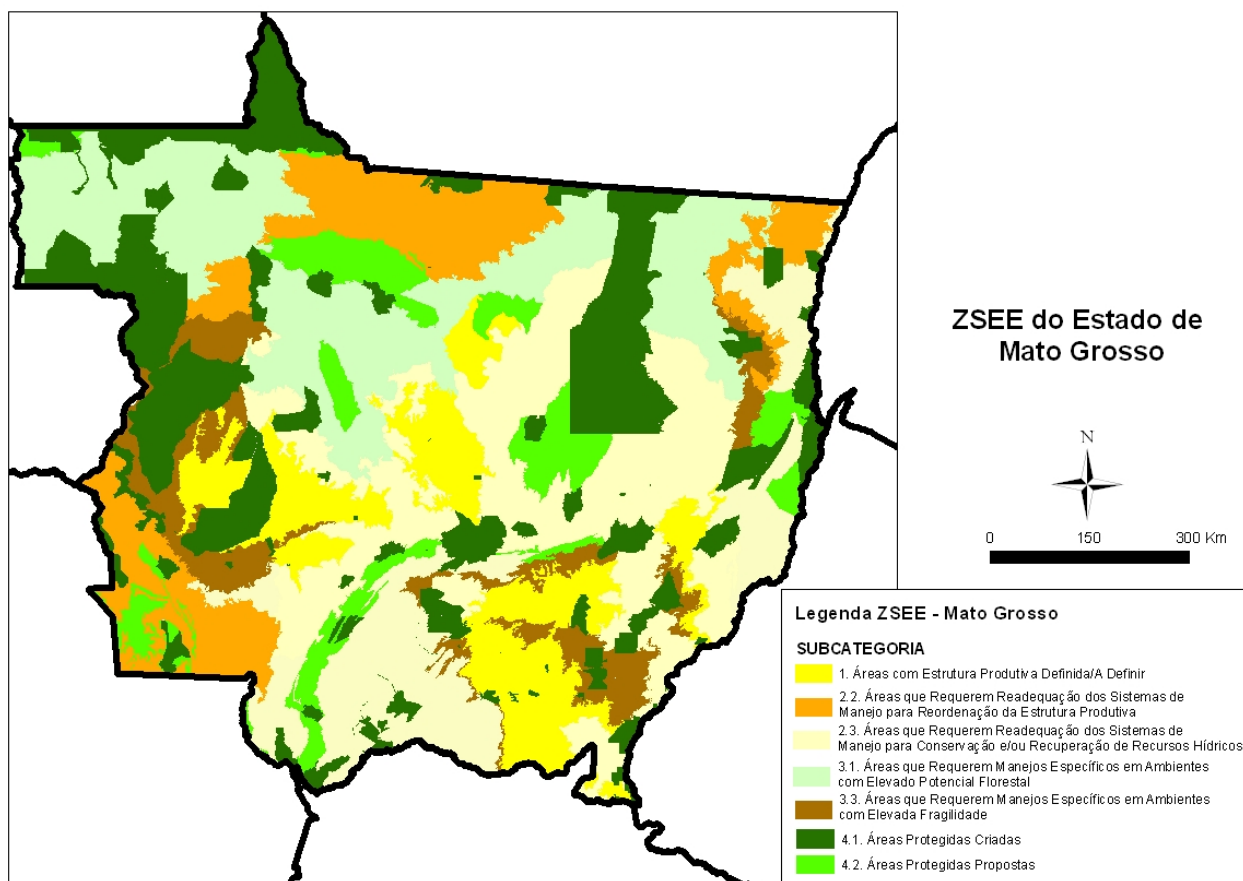 ZSEE do Estado de
Mato Grosso
N
0 150 300 Km
Legenda ZSEE - Mato Grosso
SUBCATEGORIA
1. Áreas com Estrutura Produtiva Definida/A Definir
2.2. Áreas que Requerem Readequação dos Sistemas de
Manejo para Reordenação da Estrutura Produtiva
2.3. Áreas que Requerem Readequação dos Sistemas de
Manejo para Conservação e/ou Recuperação de Recursos Hídricos
3.1. Áreas que Requerem Manejos Específicos em Ambientes
com Elevado Potencial Florestal
3.3. Áreas que Requerem Manejos Específicos em Ambientes
com Elevada Fragilidade
4.1. Áreas Protegidas Criadas
4.2. Áreas Protegidas Propostas